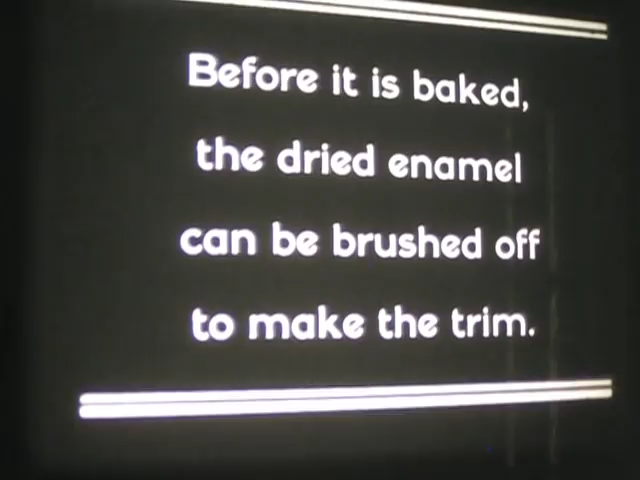 Before it is baked,
the dried enamel
can be brushed off
to make the trim.